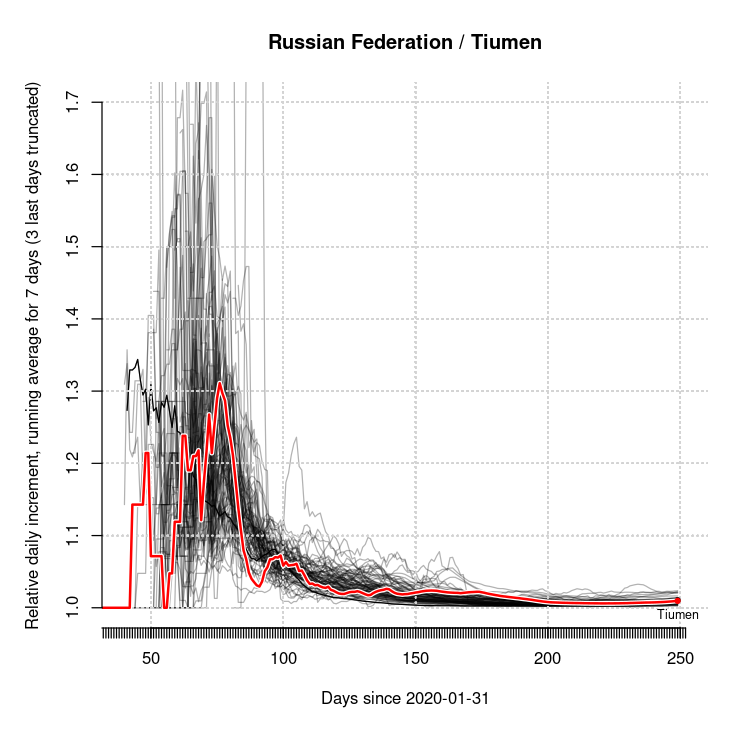 Russian Federation / Tiumen
Relative daily increment, running average for 7 days (3 last days truncated)
1.7
1.6
1.5
1.4
1.3
1.2
1.1
1.0
Tiumen
50 100 150 200 250
Days since 2020-01-31